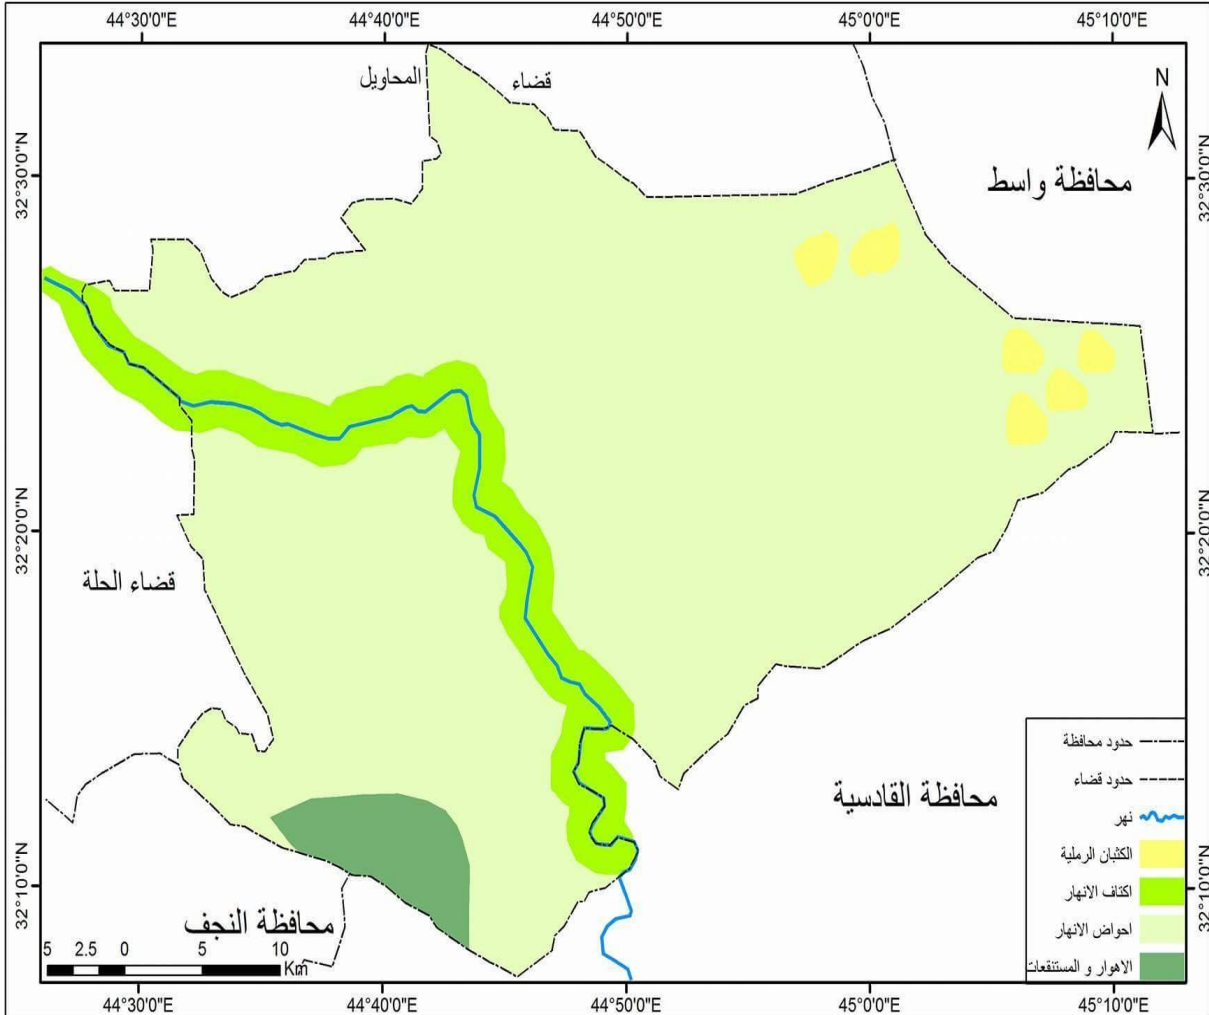 44°30'0"E 44°40'0"E 44°50'0"E 45°0'0"E 45°10'0"E
قضاء المحاويل
N
32°30'0"N
32°30'0"N
محافظة واسط
32°20'0"N
32°20'0"N
قضاء الحلة
محافظة القادسية
حدود محافظة
حدود قضاء
نهر
الكثبان الرملية
اكتاف الانهار
احواض الانهار
الاهوار و المستنقعات
32°10'0"N
32°10'0"N
محافظة النجف
5 2.5 0 5 10
Km
44°30'0"E 44°40'0"E 44°50'0"E 45°0'0"E 45°10'0"E